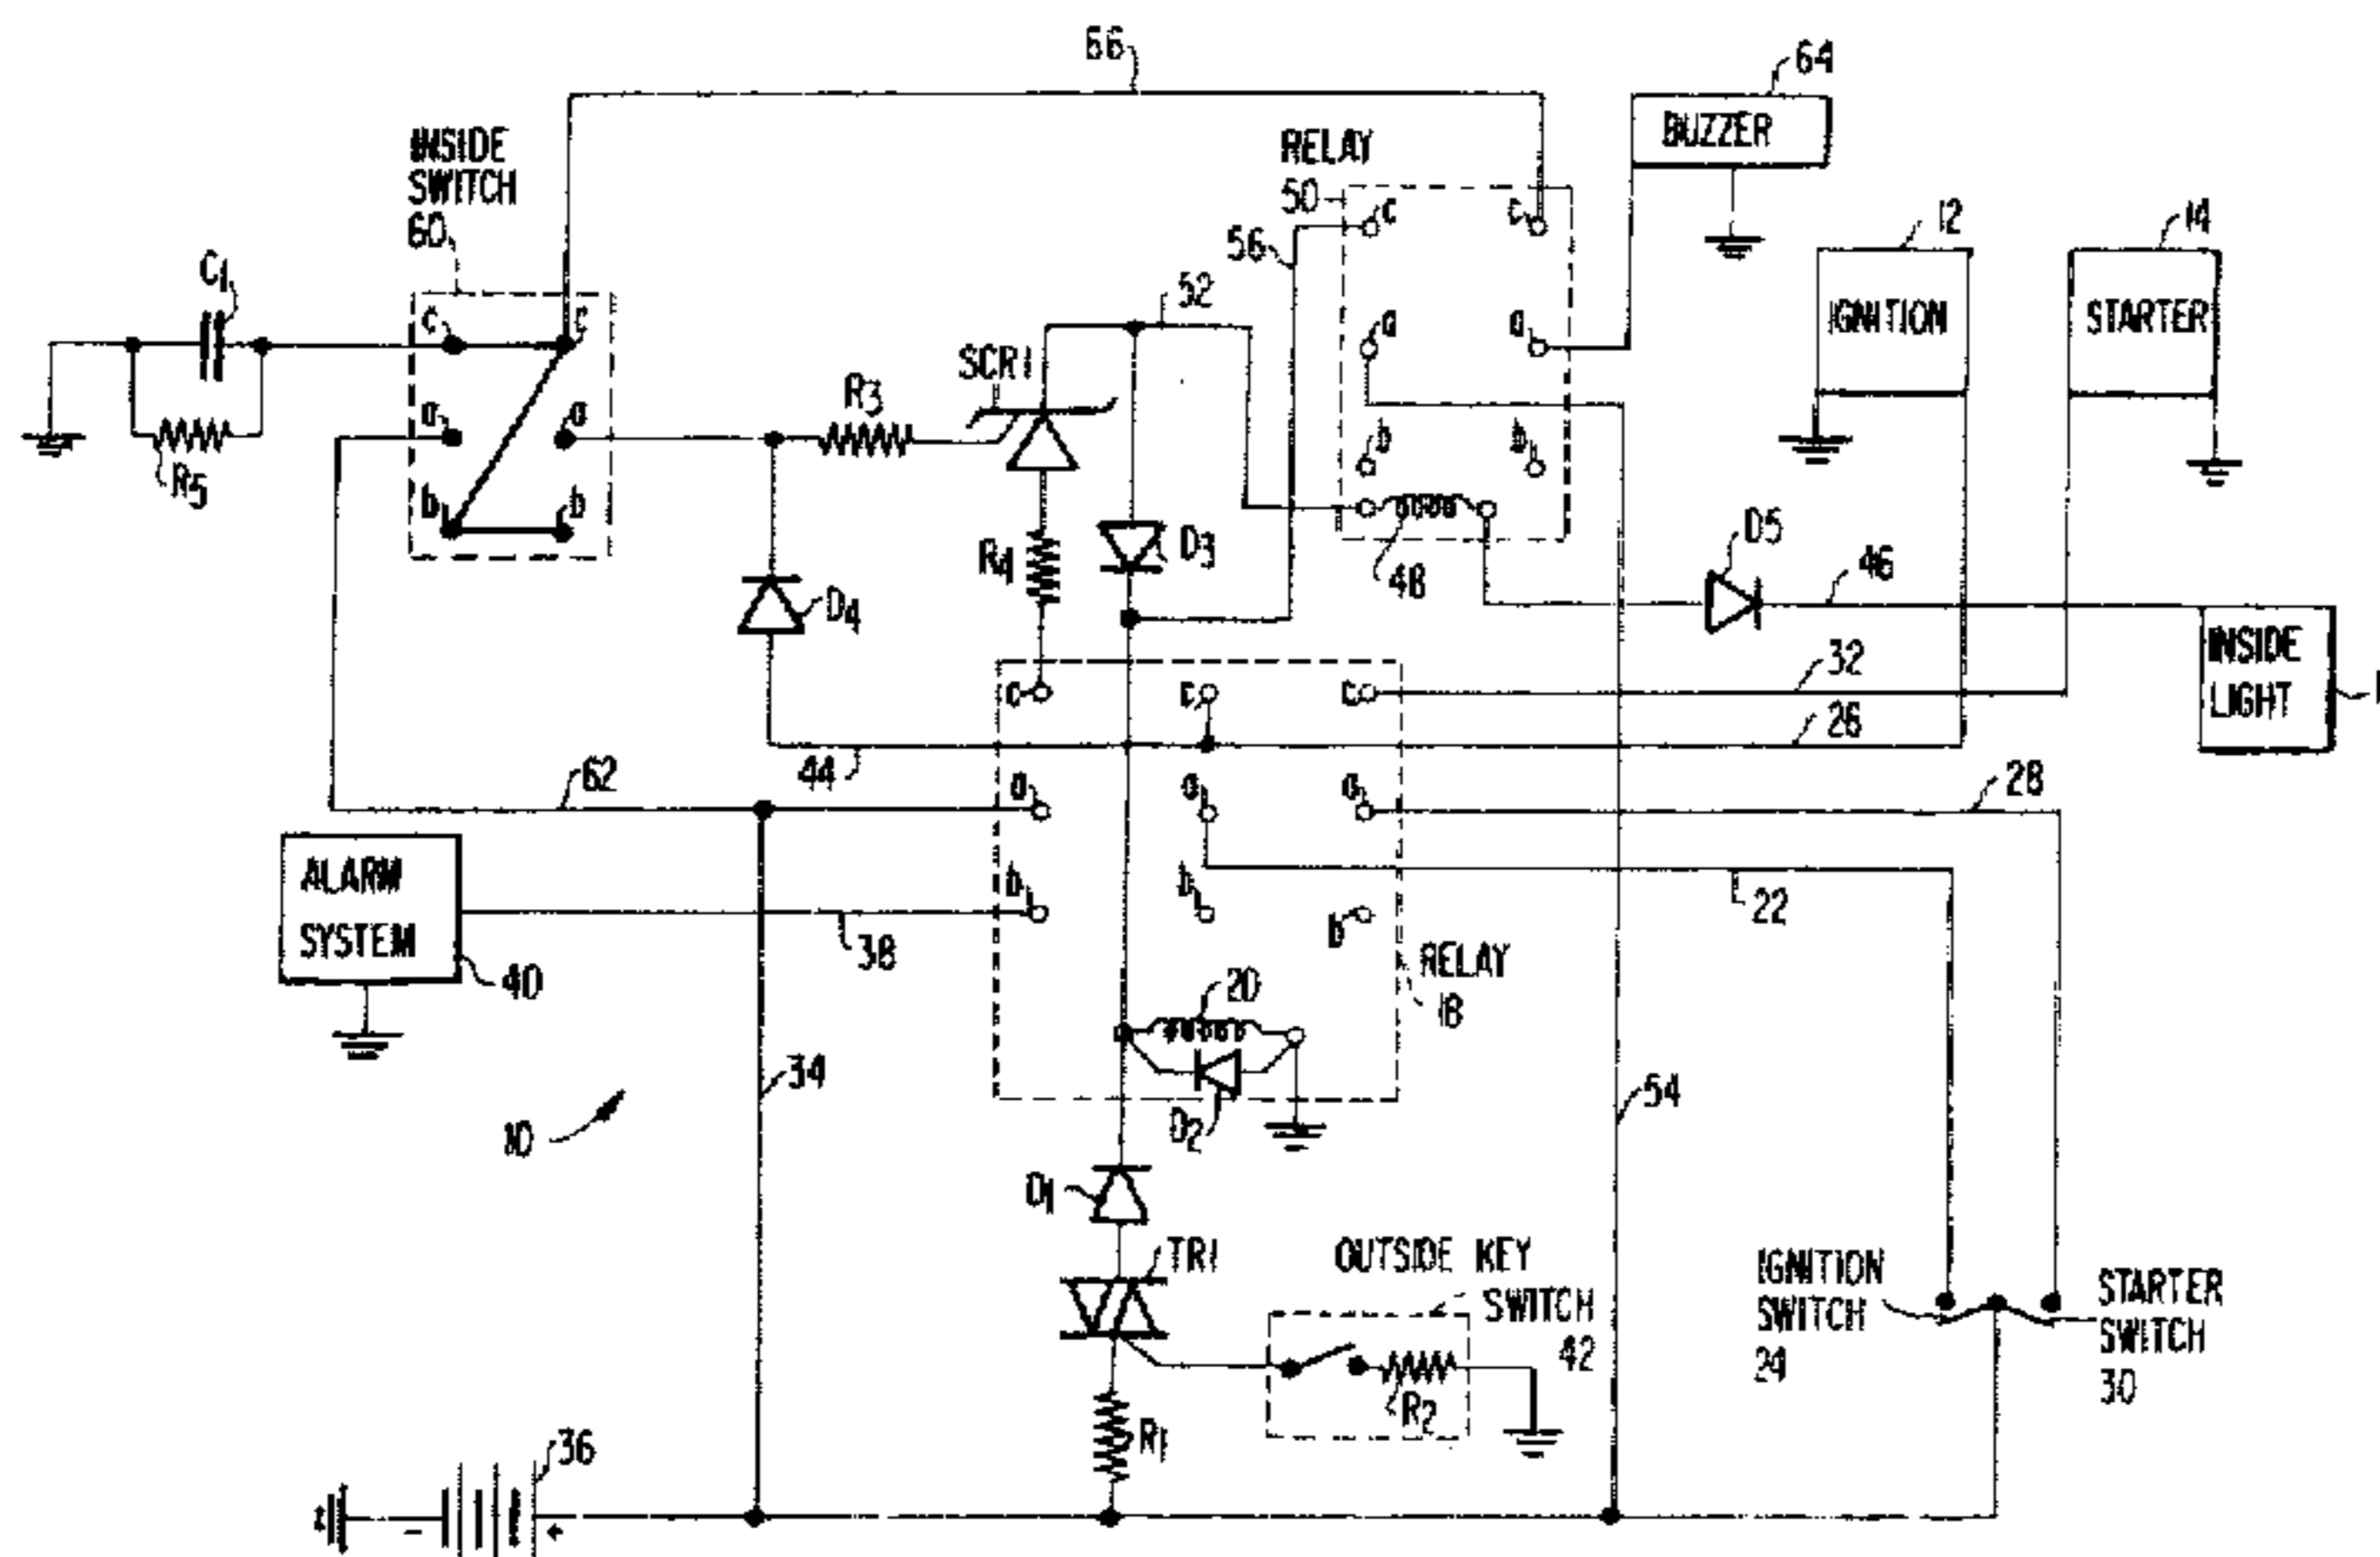 66
64
BUZZER
INSIDE
SWITCH
60
RELAY
50
c
c
12
14
C1
56
52
IGNITION
STARTER
c
c
SCR1
R3
a
a
a
a
b
b
R5
b
b
R4
D3
48
D5
46
D4
INSIDE
LIGHT
1
c
c
c
32
26
44
62
a
a
a
28
ALARM
SYSTEM
40
38
b
b
b
22
RELAY
18
20
34
D2
54
10
D1
TR1
OUTSIDE KEY
SWITCH
42
IGNITION
SWITCH
24
STARTER
SWITCH
30
R2
R1
36
-
+